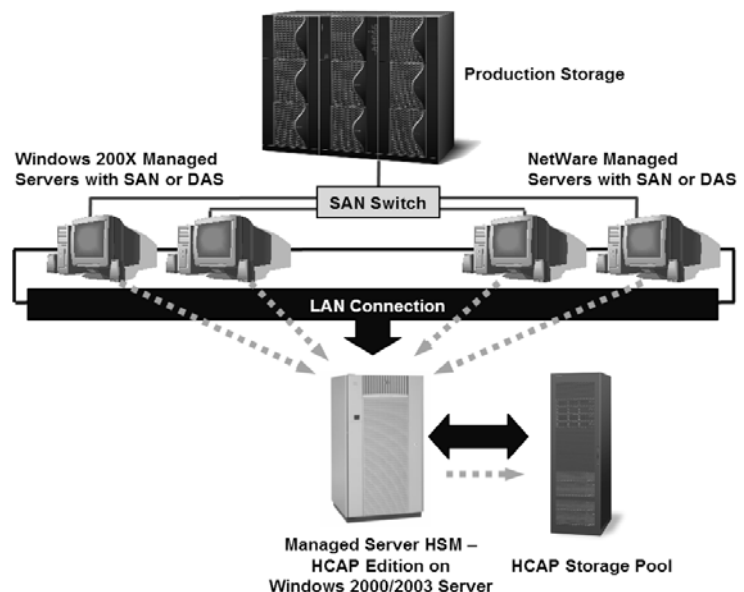 Production Storage
Windows 200X Managed
Servers with SAN or DAS
NetWare Managed
Servers with SAN or DAS
SAN Switch
LAN Connection
Managed Server HSM –
HCAP Edition on
Windows 2000/2003 Server
HCAP Storage Pool